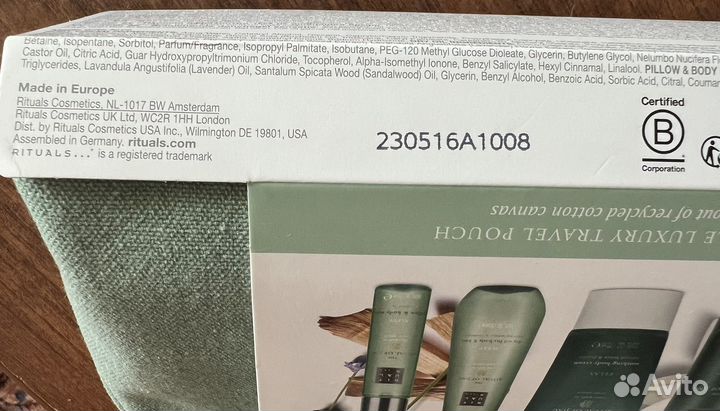 Betaine, Isopentane, Sorbitol, Parfum/Fragrance, Isopropyl Palmitate, Isobutane, PEG-120 Methyl Glucose Dioleate, Glycerin, Butylene Glycol, Nelumbo Nucifera
Castor Oil, Citric Acid, Guar Hydroxypropyltrimonium Chloride, Tocopherol, Alpha-Isomethyl Ionone, Benzyl Salicylate, Hexyl Cinnamal, Linalool. PILLOW & BODY
Triglycerides, Lavandula Angustifolia (Lavender) Oil, Santalum Spicata Wood (Sandalwood) Oil, Glycerin, Benzyl Alcohol, Benzoic Acid, Sorbic Acid, Citral,
Made in Europe
Rituals Cosmetics, NL-1017 BW Amsterdam
Rituals Cosmetics UK Ltd, WC2R 1HH London
Dist. by Rituals Cosmetics USA Inc., Wilmington DE 19801, USA
Assembled in Germany. rituals.com
RITUALS...® is a registered trademark
230516A1008
Certified
B
Corporation
LE LUXURY TRAVEL POUCH
out of recycled cotton canvas
Avito